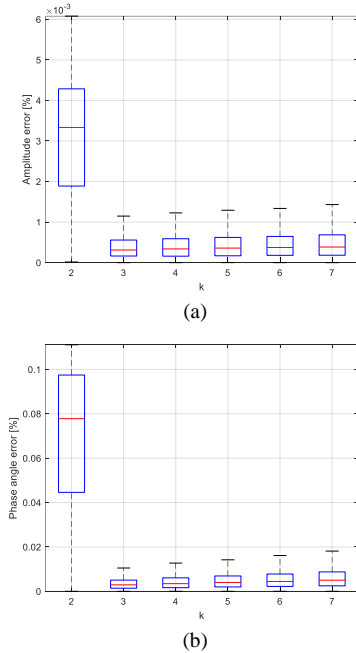 ×10⁻³
6
5
4
3
2
1
0
Amplitude error [%]
2 3 4 5 6 7
k
(a)
0.1
0.08
0.06
0.04
0.02
0
Phase angle error [%]
2 3 4 5 6 7
k
(b)